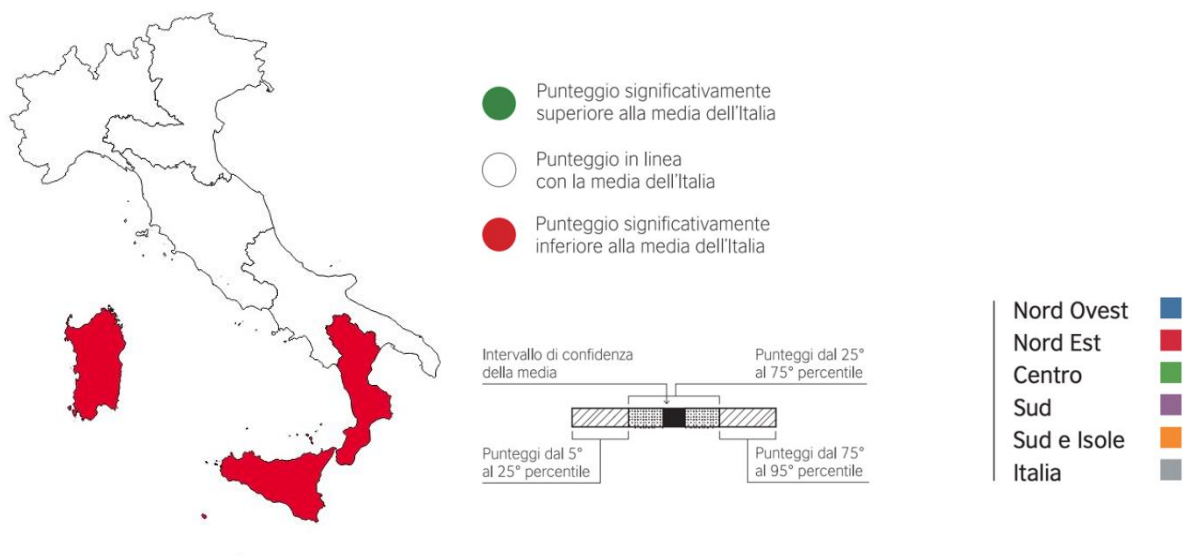 Punteggio significativamente
superiore alla media dell'Italia
Punteggio in linea
con la media dell'Italia
Punteggio significativamente
inferiore alla media dell'Italia
Intervallo di confidenza
della media
Punteggi dal 25°
al 75° percentile
Punteggi dal 5°
al 25° percentile
Punteggi dal 75°
al 95° percentile
Nord Ovest
Nord Est
Centro
Sud
Sud e Isole
Italia